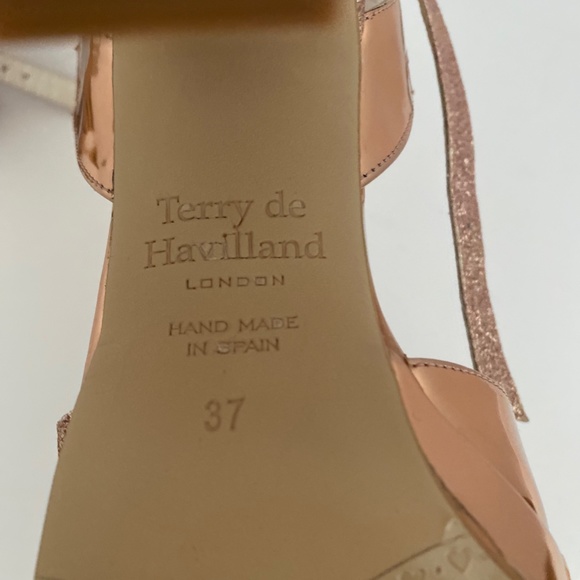 Terry de
Havilland
LONDON
HAND MADE
IN SPAIN
37